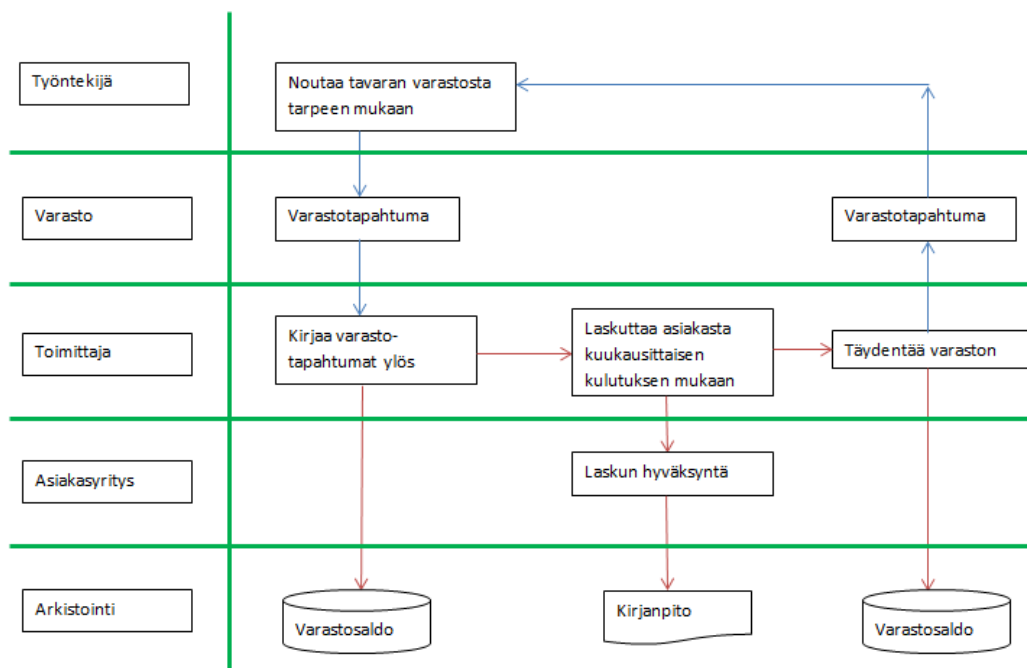 Työntekijä
Noutaa tavaran varastosta
tarpeen mukaan
Varasto
Varastotapahtuma
Varastotapahtuma
Toimittaja
Kirjaa varasto-
tapahtumat ylös
Laskuttaa asiakasta
kuukausittaisen
kulutuksen mukaan
Täydentää varaston
Asiakasyritys
Laskun hyväksyntä
Arkistointi
Varastosaldo
Kirjanpito
Varastosaldo